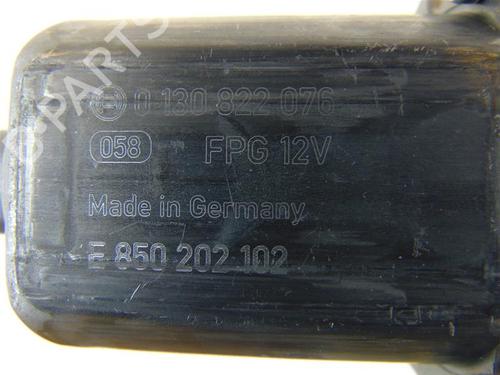 0 130 822 076
058 FPG 12V
Made in Germany
E 850 202 102